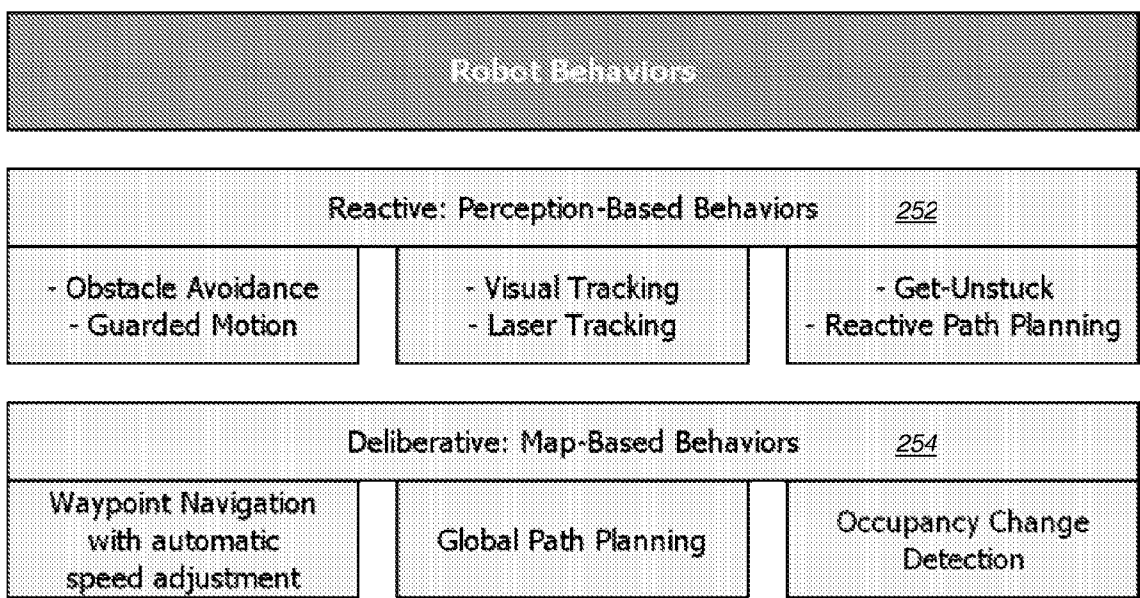 Robot Behaviors
Reactive: Perception-Based Behaviors 252
- Obstacle Avoidance
- Guarded Motion
- Visual Tracking
- Laser Tracking
- Get-Unstuck
- Reactive Path Planning
Deliberative: Map-Based Behaviors 254
Waypoint Navigation
with automatic
speed adjustment
Global Path Planning
Occupancy Change
Detection